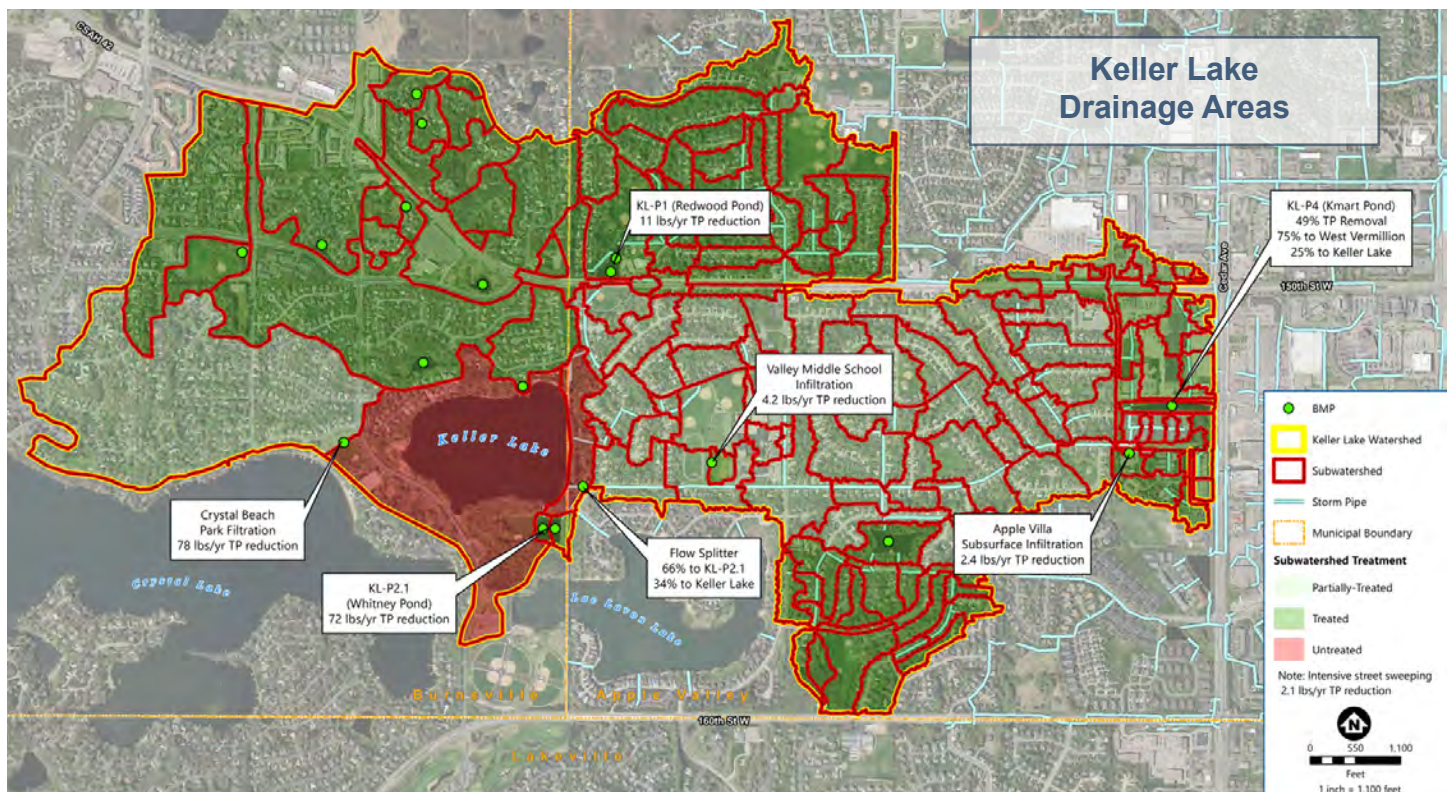 Keller Lake
Drainage Areas
CSAH 42
KL-P1 (Redwood Pond)
11 lbs/yr TP reduction
KL-P4 (Kmart Pond)
49% TP Removal
75% to West Vermillion
25% to Keller Lake
Cedar Ave
150th St W
Valley Middle School
Infiltration
4.2 lbs/yr TP reduction
Keller Lake
Crystal Beach
Park Filtration
78 lbs/yr TP reduction
Crystal Lake
KL-P2.1
(Whitney Pond)
72 lbs/yr TP reduction
Flow Splitter
66% to KL-P2.1
34% to Keller Lake
Lac Lavon Lake
Apple Villa
Subsurface Infiltration
2.4 lbs/yr TP reduction
Burnsville
Apple Valley
160th St W
Lakeville
BMP
Keller Lake Watershed
Subwatershed
Storm Pipe
Municipal Boundary
Subwatershed Treatment
Partially-Treated
Treated
Untreated
Note: Intensive street sweeping
2.1 lbs/yr TP reduction
N
0 550 1,100
Feet
1 inch = 1,100 feet